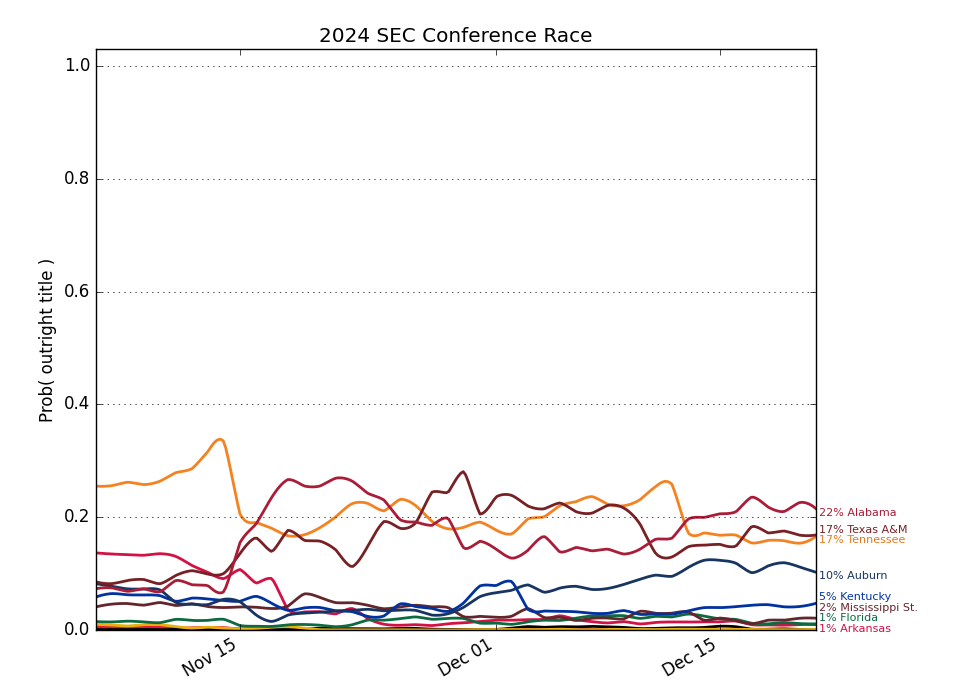 2024 SEC Conference Race
Prob( outright title )
1.0
0.8
0.6
0.4
0.2
0.0
Nov 15
Dec 01
Dec 15
22% Alabama
17% Texas A&M
17% Tennessee
10% Auburn
5% Kentucky
2% Mississippi St.
1% Florida
1% Arkansas